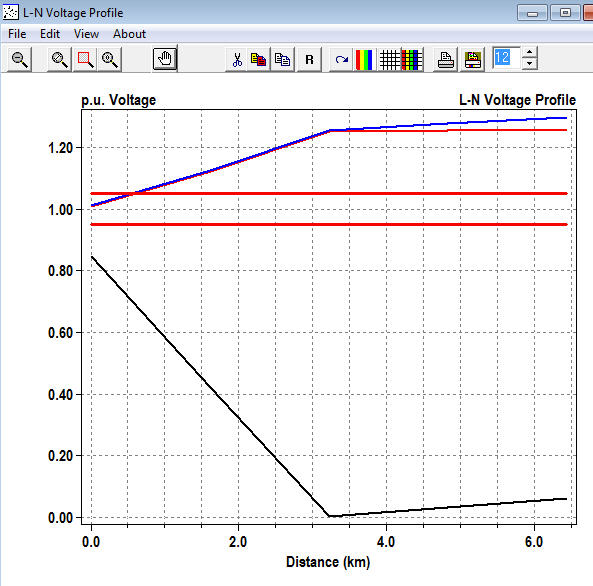 L-N Voltage Profile
File Edit View About
R 12
p.u. Voltage L-N Voltage Profile
1.20
1.00
0.80
0.60
0.40
0.20
0.00
0.0 2.0 4.0 6.0
Distance (km)